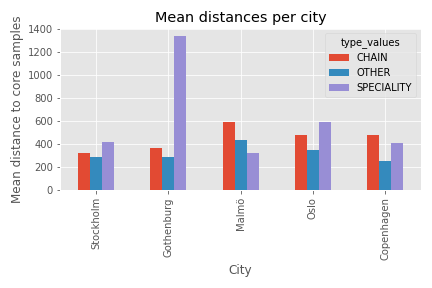 Mean distances per city
Mean distance to core samples
1400
1200
1000
800
600
400
200
0
type_values
CHAIN
OTHER
SPECIALITY
Stockholm
Gothenburg
Malmö
Oslo
Copenhagen
City